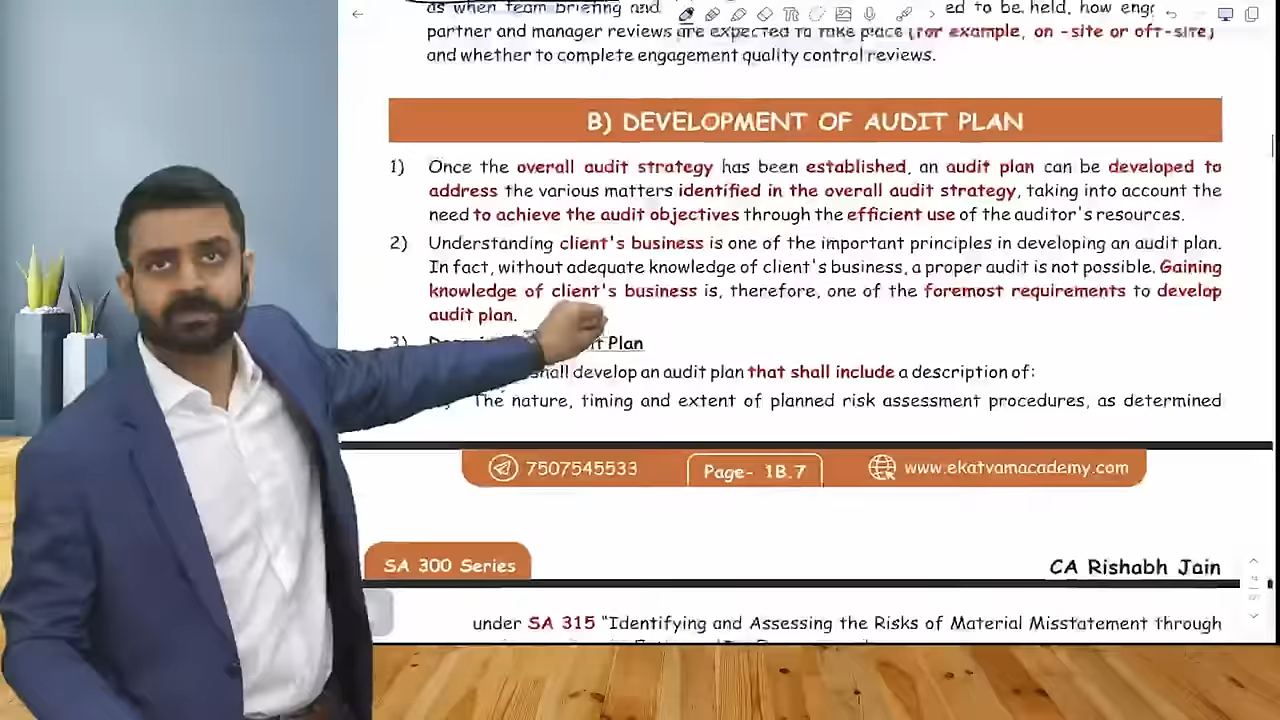 as when team briefing and ed to be held, how eng
partner and manager reviews are expected to take place (for example, on -site or off-site)
and whether to complete engagement quality control reviews.
B) DEVELOPMENT OF AUDIT PLAN
1) Once the overall audit strategy has been established, an audit plan can be developed to
address the various matters identified in the overall audit strategy, taking into account the
need to achieve the audit objectives through the efficient use of the auditor's resources.
2) Understanding client's business is one of the important principles in developing an audit plan.
In fact, without adequate knowledge of client's business, a proper audit is not possible. Gaining
knowledge of client's business is, therefore, one of the foremost requirements to develop
audit plan.
3) Plan
shall develop an audit plan that shall include a description of:
The nature, timing and extent of planned risk assessment procedures, as determined
7507545533 Page- 1B.7 www.ekatvamacademy.com
SA 300 Series CA Rishabh Jain
under SA 315 "Identifying and Assessing the Risks of Material Misstatement through